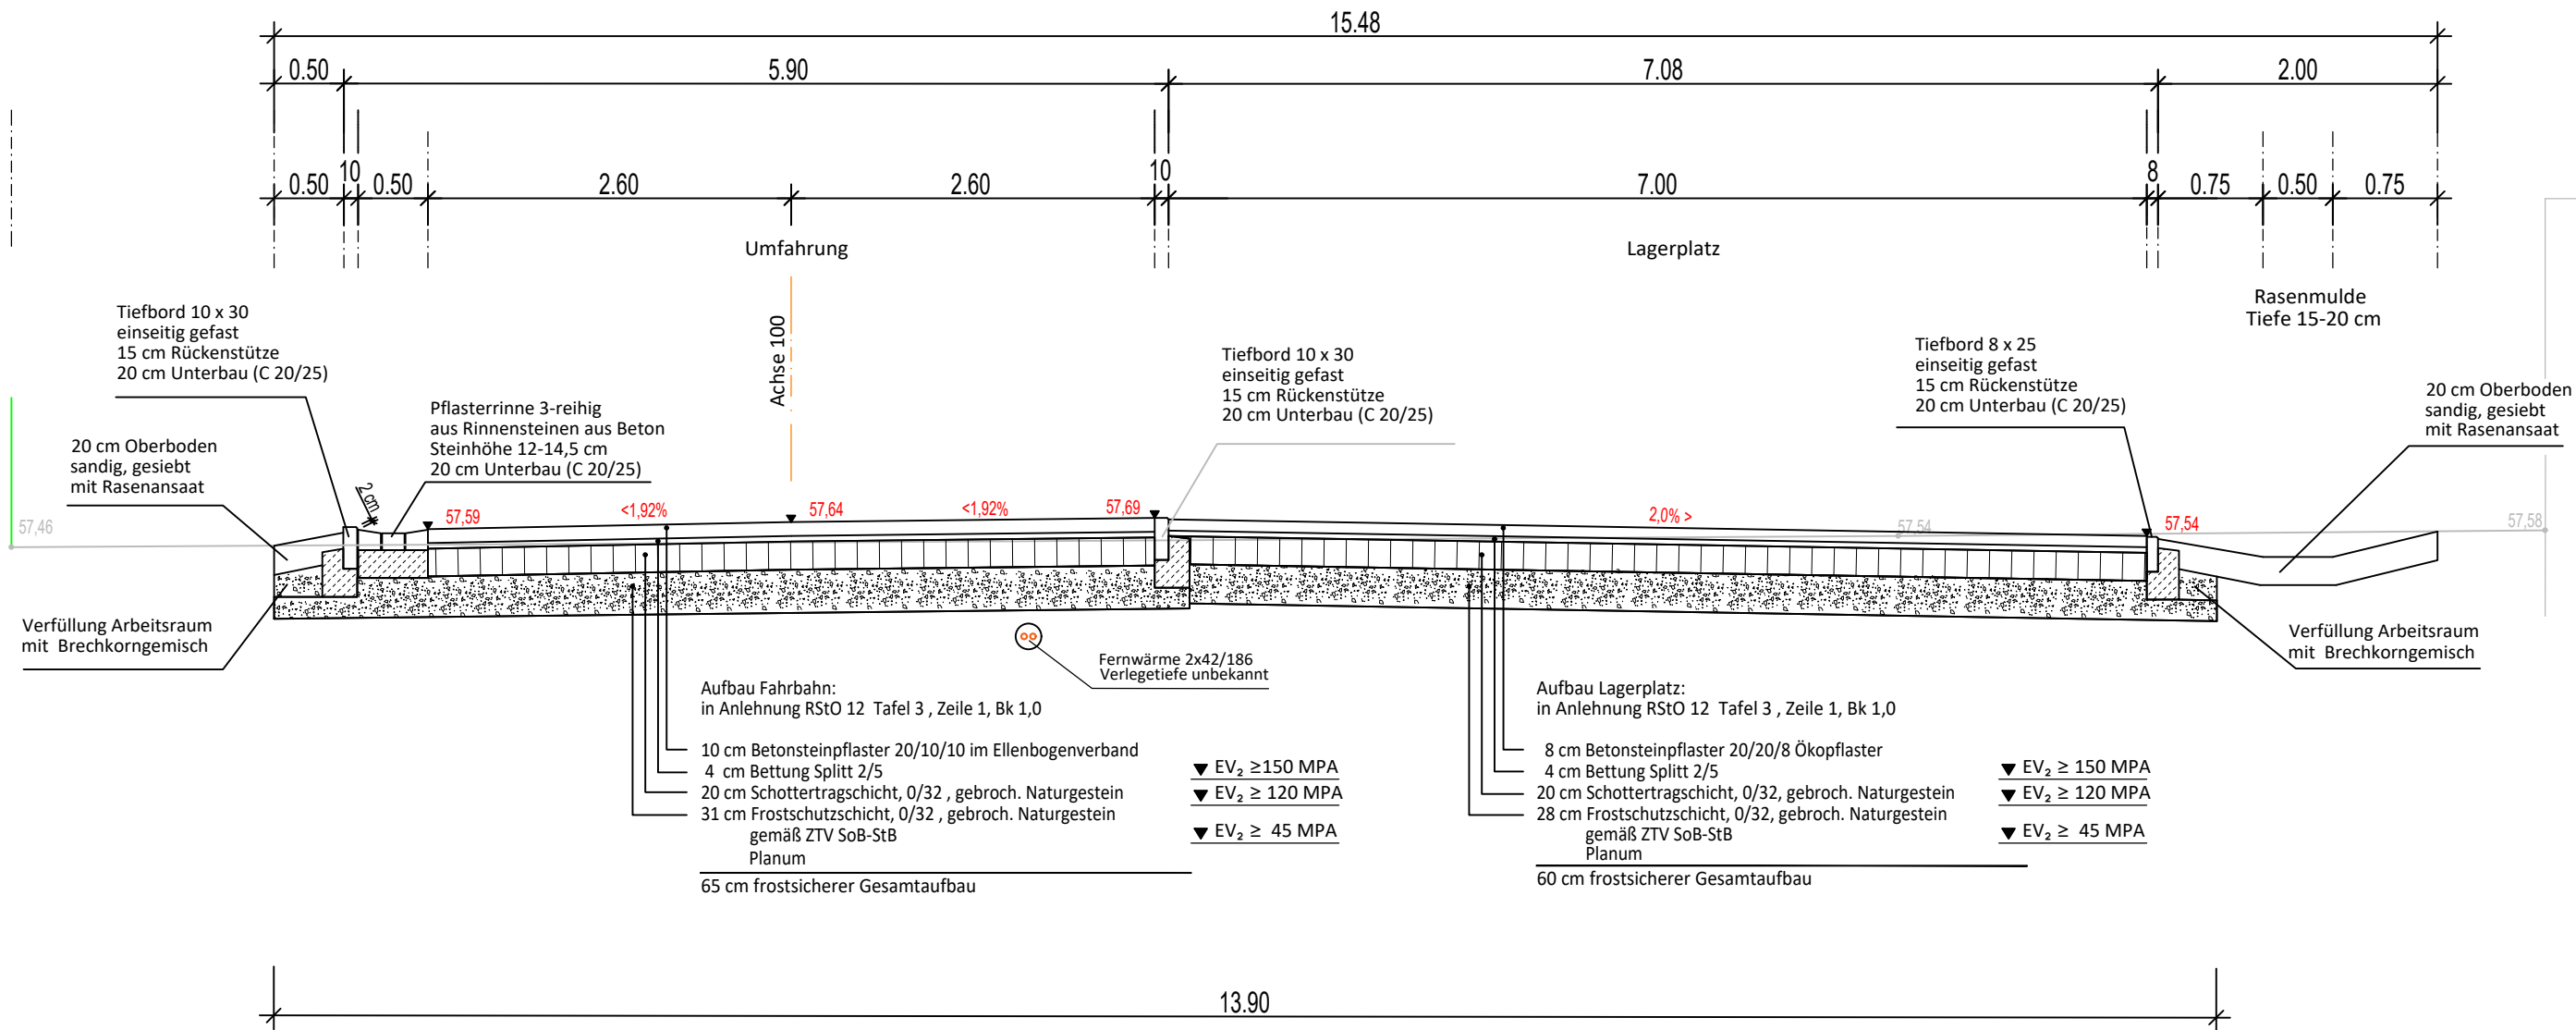 15.48
0.50 5.90 7.08 2.00
10 10 8
0.50 0.50 2.60 2.60 7.00 0.75 0.50 0.75
Umfahrung
Lagerplatz
Rasenmulde
Tiefe 15-20 cm
Achse 100
Tiefbord 10 x 30
einseitig gefast
15 cm Rückenstütze
20 cm Unterbau (C 20/25)
Pflasterrinne 3-reihig
aus Rinnensteinen aus Beton
Steinhöhe 12-14,5 cm
20 cm Unterbau (C 20/25)
20 cm Oberboden
sandig, gesiebt
mit Rasenansaat
2 cm
Tiefbord 10 x 30
einseitig gefast
15 cm Rückenstütze
20 cm Unterbau (C 20/25)
Tiefbord 8 x 25
einseitig gefast
15 cm Rückenstütze
20 cm Unterbau (C 20/25)
20 cm Oberboden
sandig, gesiebt
mit Rasenansaat
57,46 57,59 <1,92% 57,64 <1,92% 57,69 2,0% > 57,54 57,54 57,58
Verfüllung Arbeitsraum
mit Brechkorngemisch
Fernwärme 2x42/186
Verlegetiefe unbekannt
Verfüllung Arbeitsraum
mit Brechkorngemisch
Aufbau Fahrbahn:
in Anlehnung RStO 12 Tafel 3 , Zeile 1, Bk 1,0
10 cm Betonsteinpflaster 20/10/10 im Ellenbogenverband
4 cm Bettung Splitt 2/5
20 cm Schottertragschicht, 0/32 , gebroch. Naturgestein
31 cm Frostschutzschicht, 0/32 , gebroch. Naturgestein
gemäß ZTV SoB-StB
Planum
65 cm frostsicherer Gesamtaufbau
EV₂ ≥150 MPA
EV₂ ≥ 120 MPA
EV₂ ≥ 45 MPA
Aufbau Lagerplatz:
in Anlehnung RStO 12 Tafel 3 , Zeile 1, Bk 1,0
8 cm Betonsteinpflaster 20/20/8 Ökopflaster
4 cm Bettung Splitt 2/5
20 cm Schottertragschicht, 0/32, gebroch. Naturgestein
28 cm Frostschutzschicht, 0/32, gebroch. Naturgestein
gemäß ZTV SoB-StB
Planum
60 cm frostsicherer Gesamtaufbau
EV₂ ≥ 150 MPA
EV₂ ≥ 120 MPA
EV₂ ≥ 45 MPA
13.90